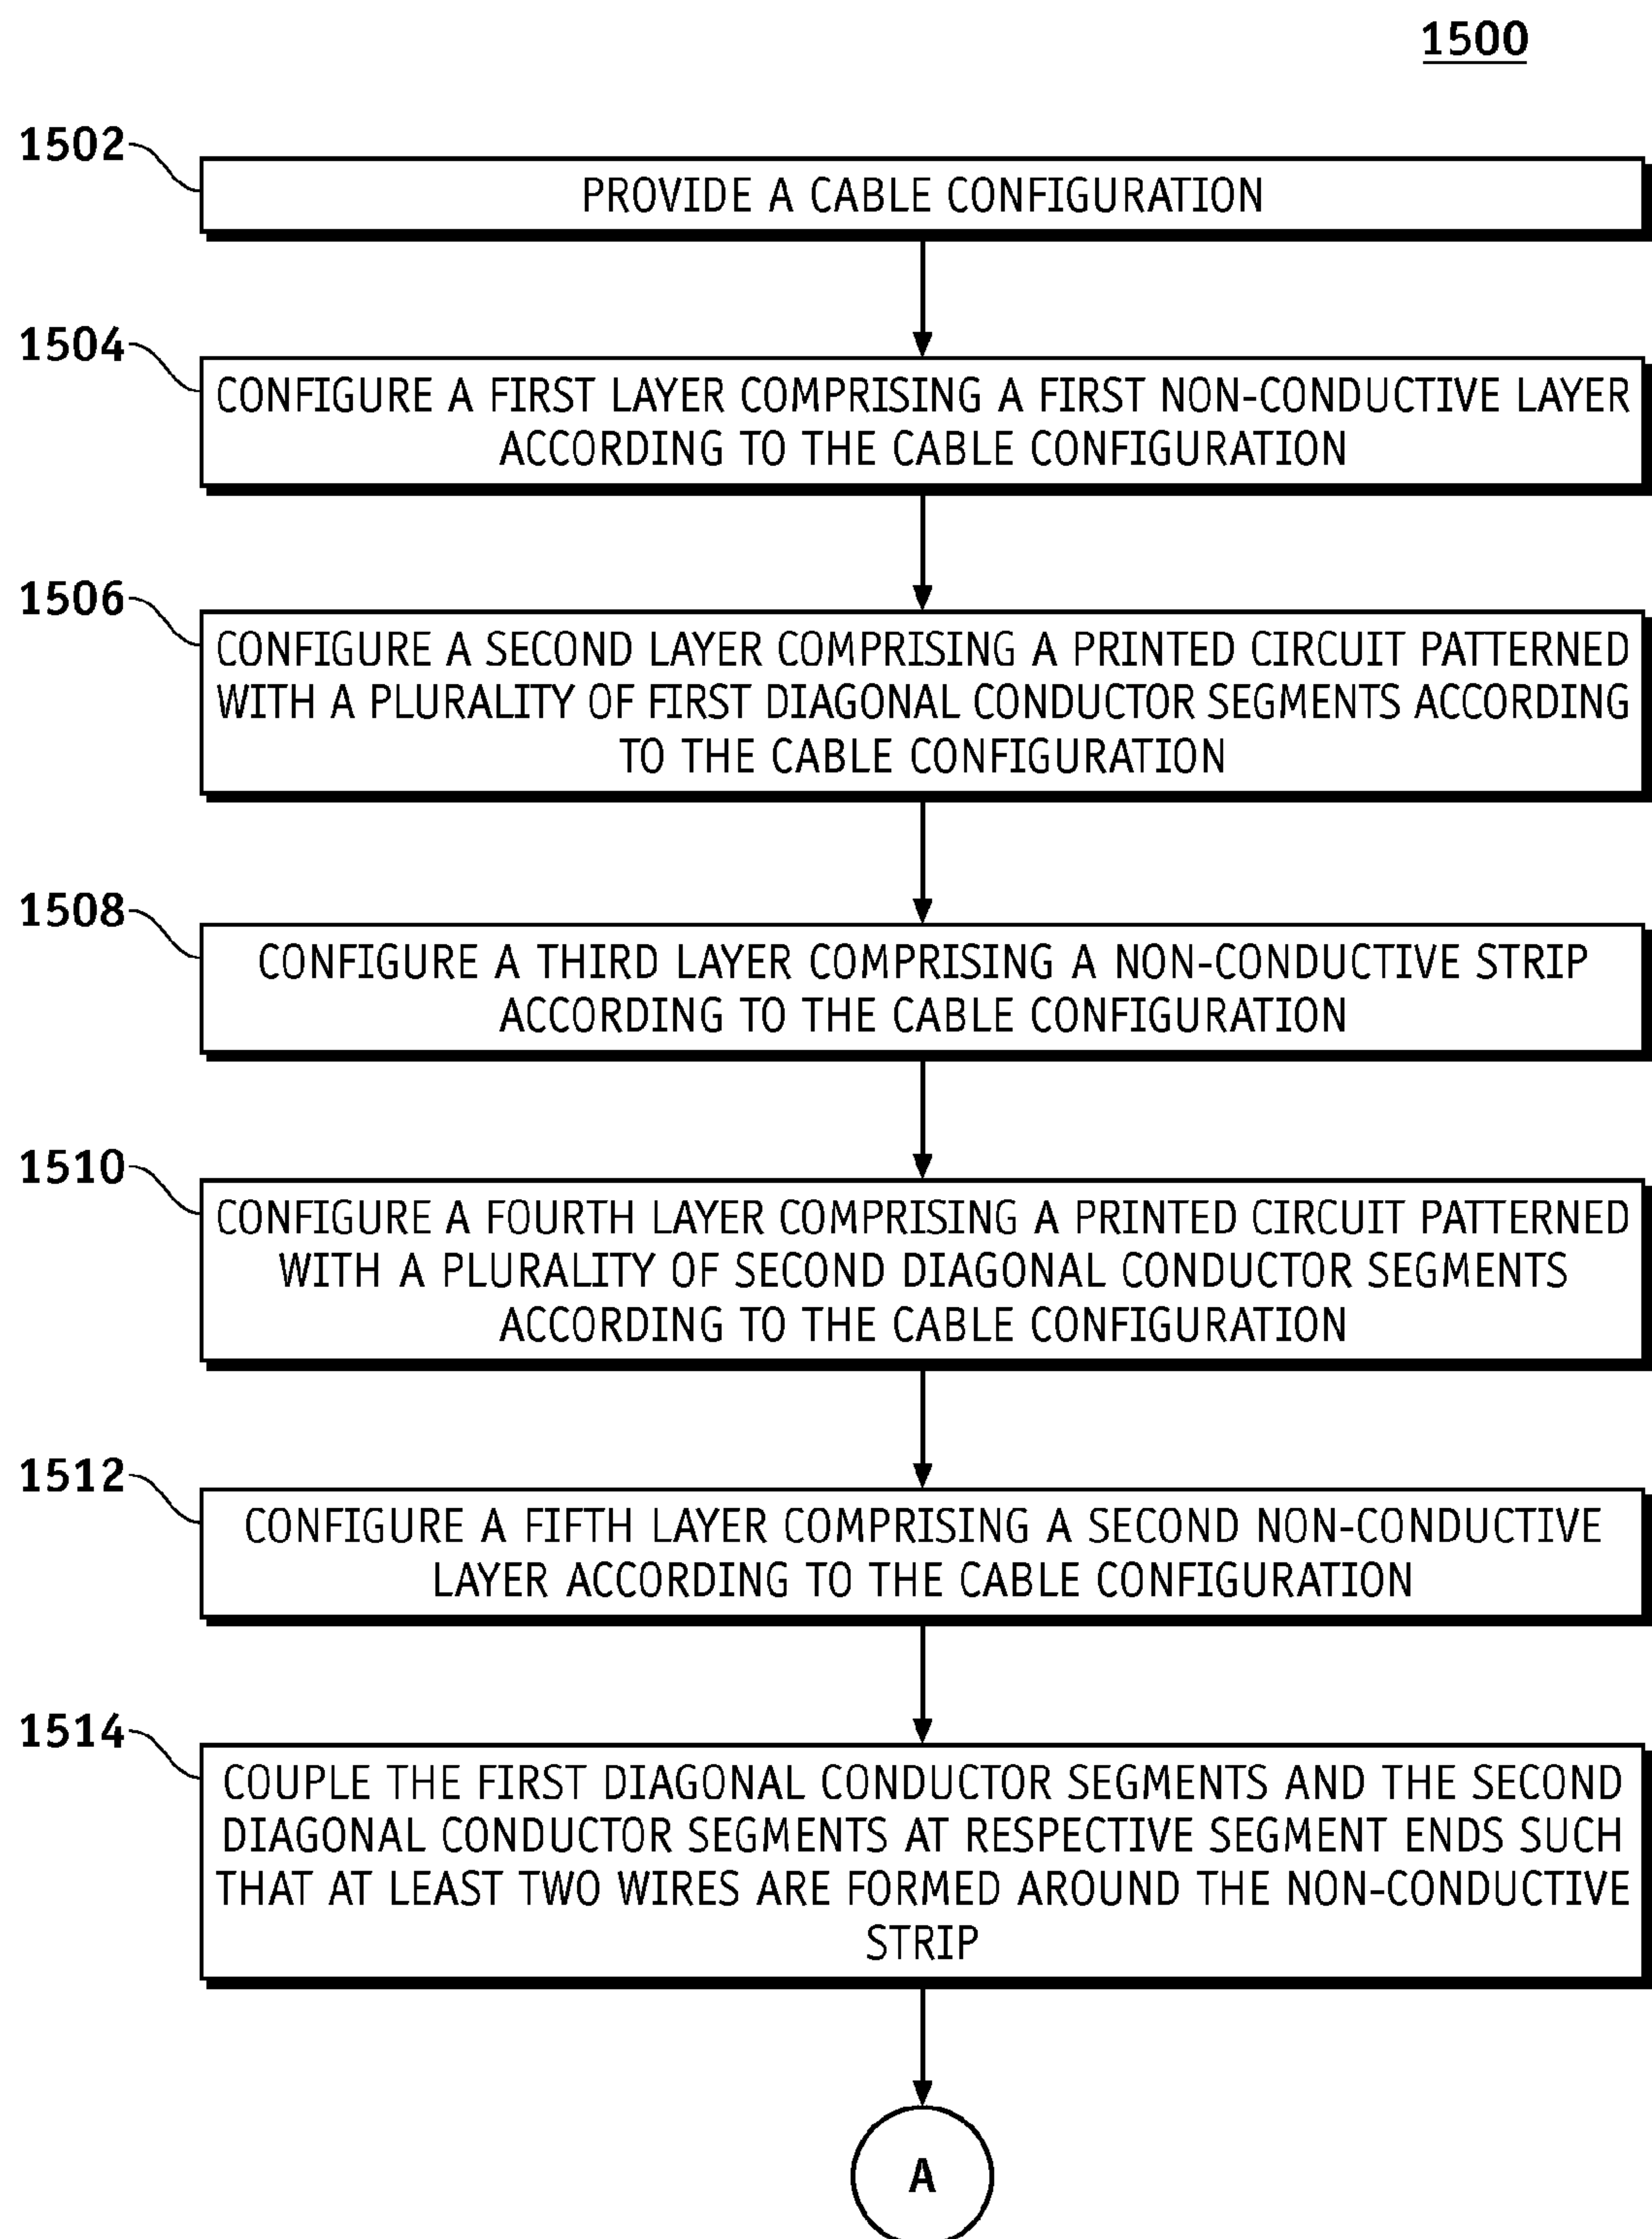 1500
1502
PROVIDE A CABLE CONFIGURATION
1504
CONFIGURE A FIRST LAYER COMPRISING A FIRST NON-CONDUCTIVE LAYER
ACCORDING TO THE CABLE CONFIGURATION
1506
CONFIGURE A SECOND LAYER COMPRISING A PRINTED CIRCUIT PATTERNED
WITH A PLURALITY OF FIRST DIAGONAL CONDUCTOR SEGMENTS ACCORDING
TO THE CABLE CONFIGURATION
1508
CONFIGURE A THIRD LAYER COMPRISING A NON-CONDUCTIVE STRIP
ACCORDING TO THE CABLE CONFIGURATION
1510
CONFIGURE A FOURTH LAYER COMPRISING A PRINTED CIRCUIT PATTERNED
WITH A PLURALITY OF SECOND DIAGONAL CONDUCTOR SEGMENTS
ACCORDING TO THE CABLE CONFIGURATION
1512
CONFIGURE A FIFTH LAYER COMPRISING A SECOND NON-CONDUCTIVE
LAYER ACCORDING TO THE CABLE CONFIGURATION
1514
COUPLE THE FIRST DIAGONAL CONDUCTOR SEGMENTS AND THE SECOND
DIAGONAL CONDUCTOR SEGMENTS AT RESPECTIVE SEGMENT ENDS SUCH
THAT AT LEAST TWO WIRES ARE FORMED AROUND THE NON-CONDUCTIVE
STRIP
A